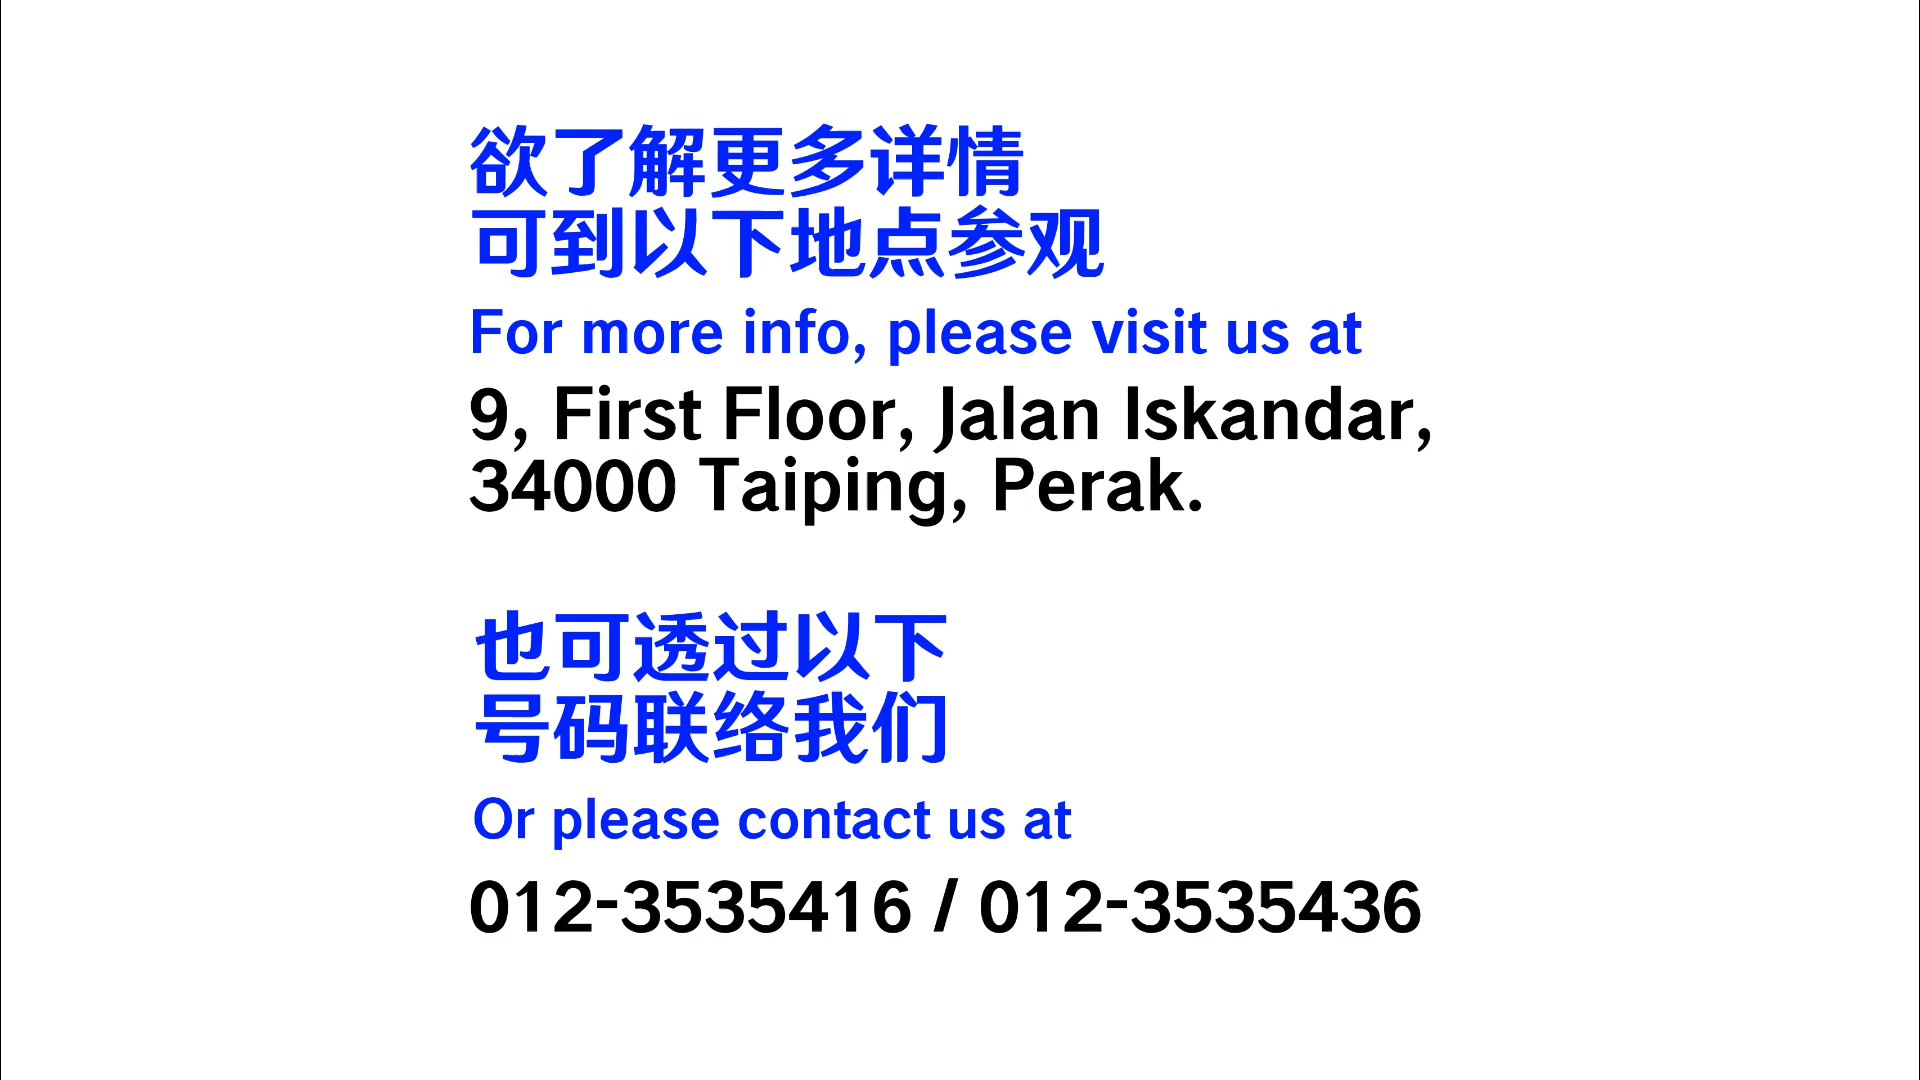 欲了解更多详情
可到以下地点参观
For more info, please visit us at
9, First Floor, Jalan Iskandar,
34000 Taiping, Perak.
也可透过以下
号码联络我们
Or please contact us at
012-3535416 / 012-3535436